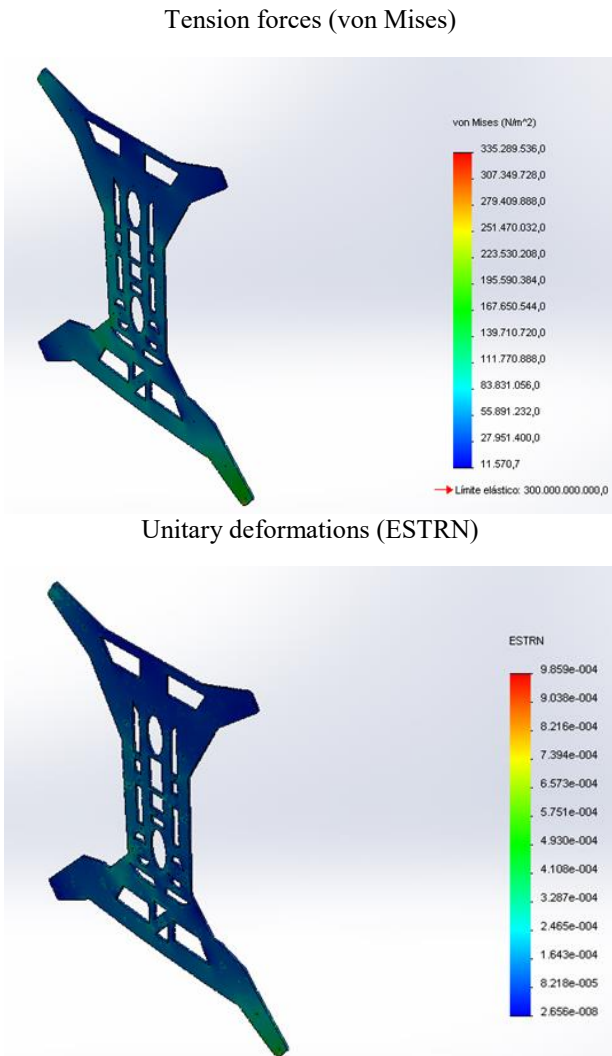 Tension forces (von Mises)
von Mises (N/m^2)
335.289.536,0
307.349.728,0
279.409.888,0
251.470.032,0
223.530.208,0
195.590.384,0
167.650.544,0
139.710.720,0
111.770.888,0
83.831.056,0
55.891.232,0
27.951.400,0
11.570,7
Límite elástico: 300.000.000.000,0
Unitary deformations (ESTRN)
ESTRN
9.859e-004
9.038e-004
8.216e-004
7.394e-004
6.573e-004
5.751e-004
4.930e-004
4.108e-004
3.287e-004
2.465e-004
1.643e-004
8.218e-005
2.656e-008